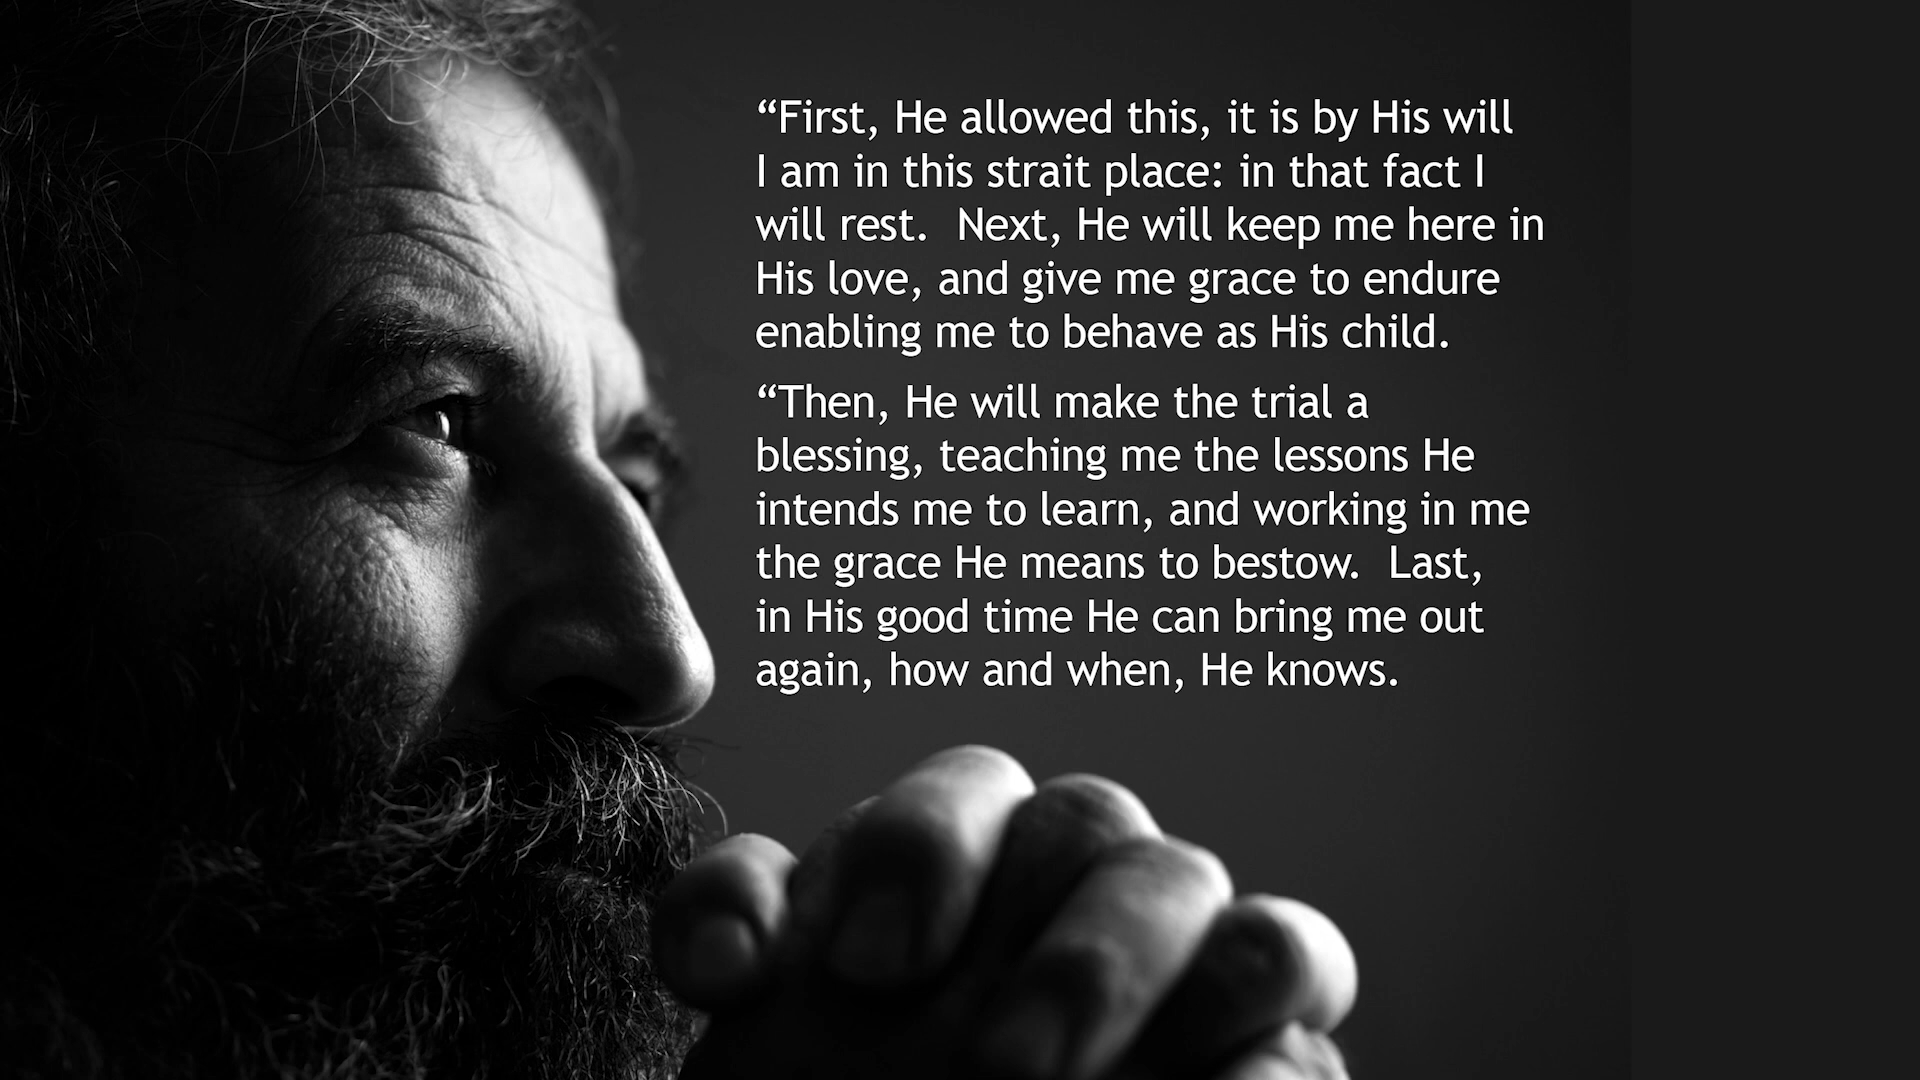 “First, He allowed this, it is by His will
I am in this strait place: in that fact I
will rest.  Next, He will keep me here in
His love, and give me grace to endure
enabling me to behave as His child.
“Then, He will make the trial a
blessing, teaching me the lessons He
intends me to learn, and working in me
the grace He means to bestow.  Last,
in His good time He can bring me out
again, how and when, He knows.